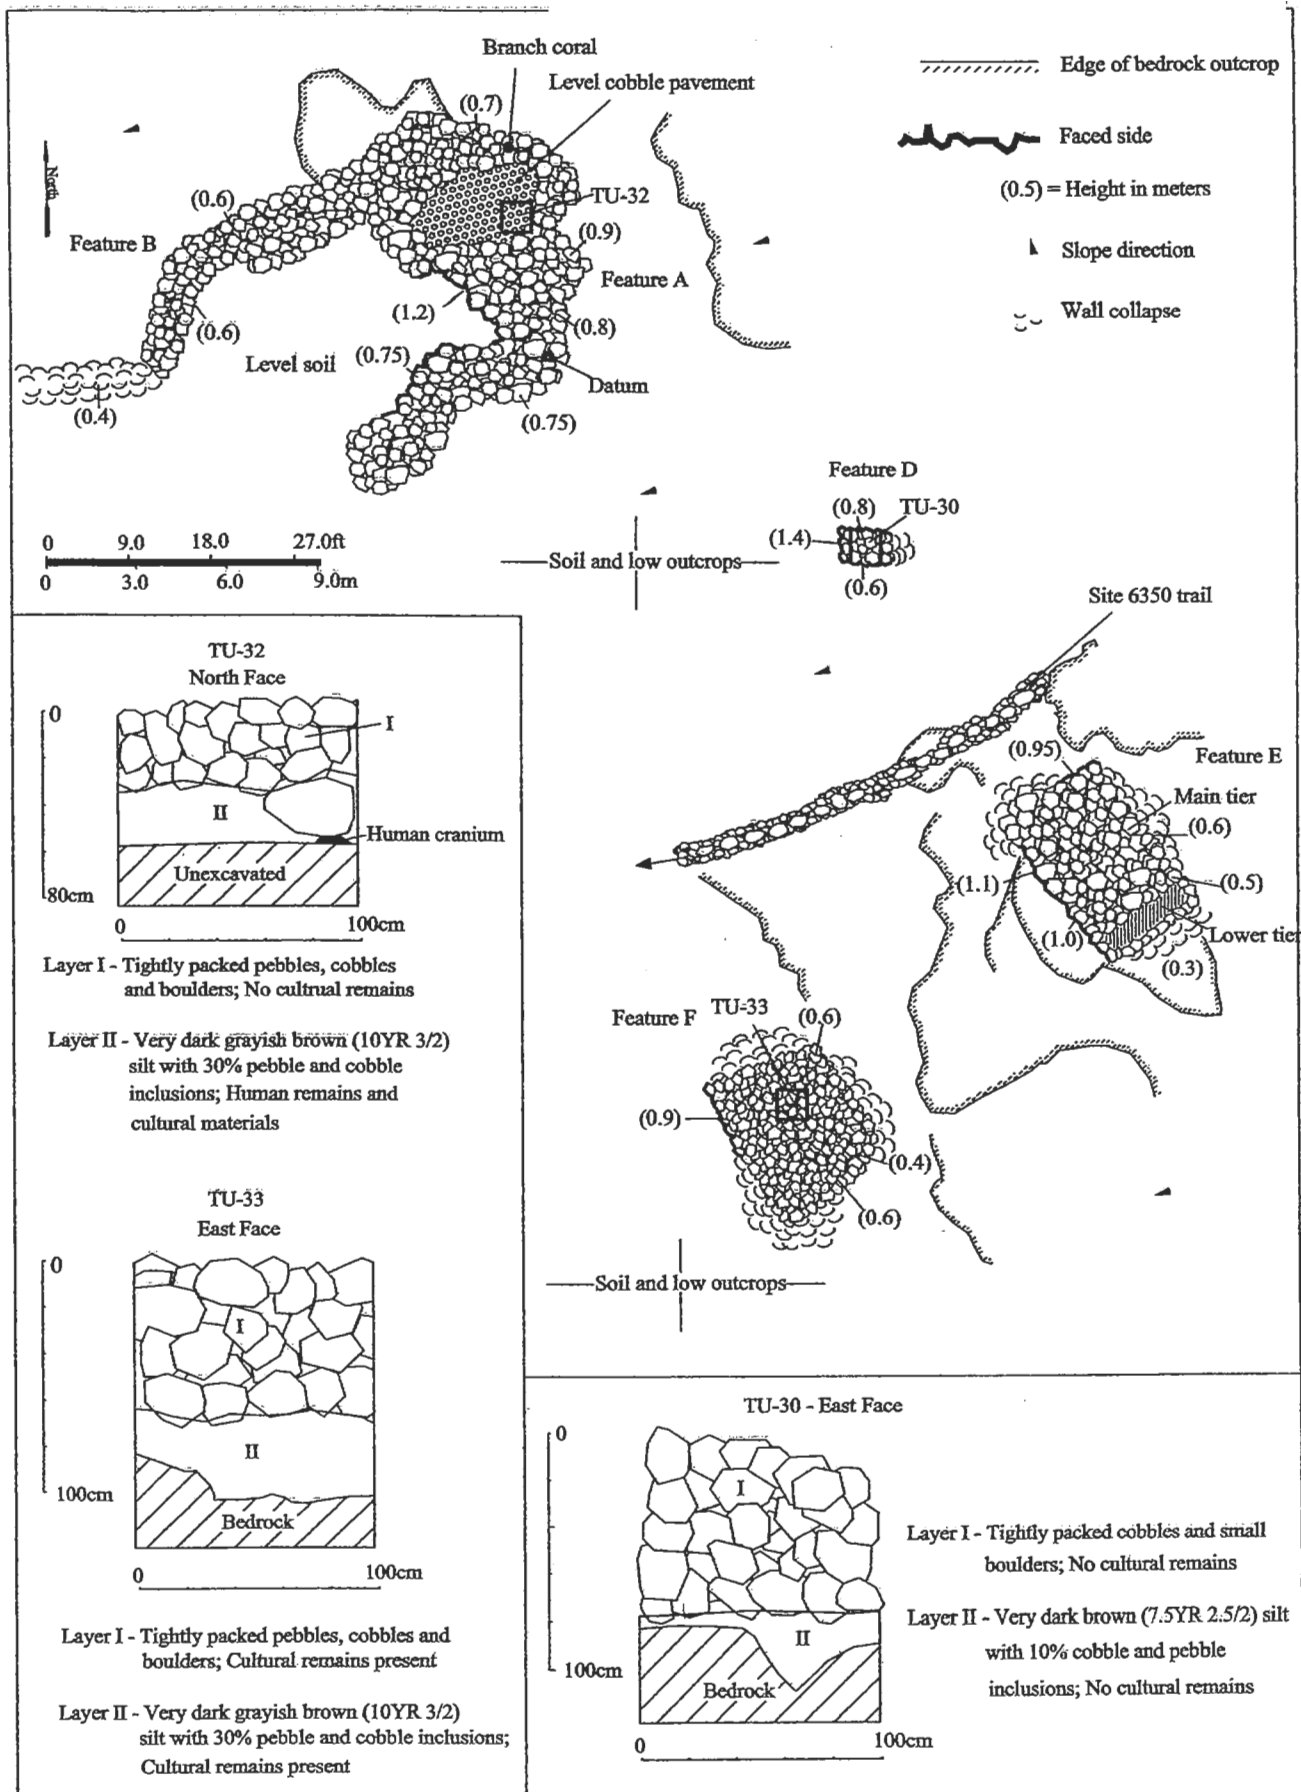 Branch coral
Level cobble pavement
Edge of bedrock outcrop
Faced side
(0.5) = Height in meters
Slope direction
Wall collapse
North
(0.7)
(0.6)
TU-32
Feature B
(0.9)
Feature A
(1.2)
(0.6)
(0.8)
Level soil
(0.75)
Datum
(0.4)
(0.75)
Feature D
(0.8)
TU-30
(1.4)
Soil and low outcrops
(0.6)
0 9.0 18.0 27.0ft
0 3.0 6.0 9.0m
Site 6350 trail
(0.95)
Feature E
Main tier
(0.6)
(1.1)
(0.5)
(1.0)
Lower tier
(0.3)
Feature F
TU-33
(0.6)
(0.9)
(0.4)
(0.6)
Soil and low outcrops
TU-32
North Face
0
I
II
Human cranium
Unexcavated
80cm
0
100cm
Layer I - Tightly packed pebbles, cobbles
and boulders; No cultrual remains
Layer II - Very dark grayish brown (10YR 3/2)
silt with 30% pebble and cobble
inclusions; Human remains and
cultural materials
TU-33
East Face
0
I
II
100cm
Bedrock
0
100cm
Layer I - Tightly packed pebbles, cobbles and
boulders; Cultural remains present
Layer II - Very dark grayish brown (10YR 3/2)
silt with 30% pebble and cobble inclusions;
Cultural remains present
TU-30 - East Face
0
I
II
100cm
Bedrock
0
100cm
Layer I - Tightly packed cobbles and small
boulders; No cultural remains
Layer II - Very dark brown (7.5YR 2.5/2) silt
with 10% cobble and pebble
inclusions; No cultural remains